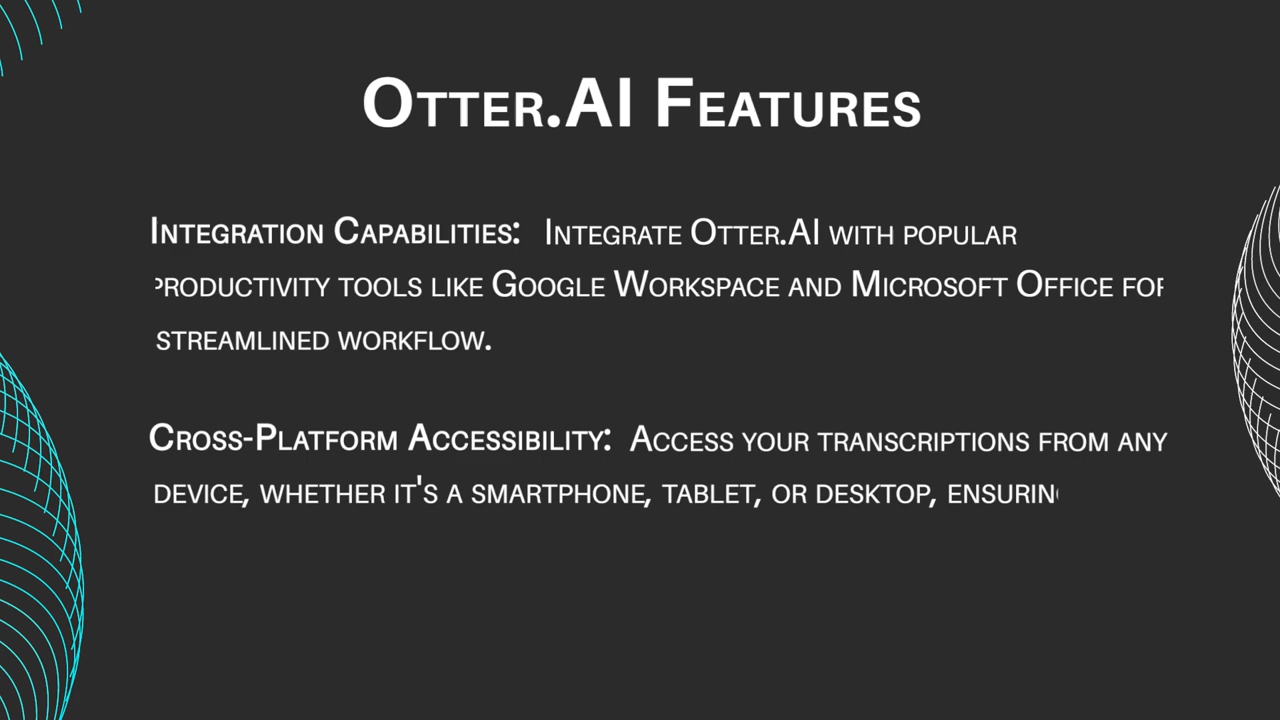 Otter.AI Features
Integration Capabilities: Integrate Otter.AI with popular
productivity tools like Google Workspace and Microsoft Office for
streamlined workflow.
Cross-Platform Accessibility: Access your transcriptions from any
device, whether it's a smartphone, tablet, or desktop,